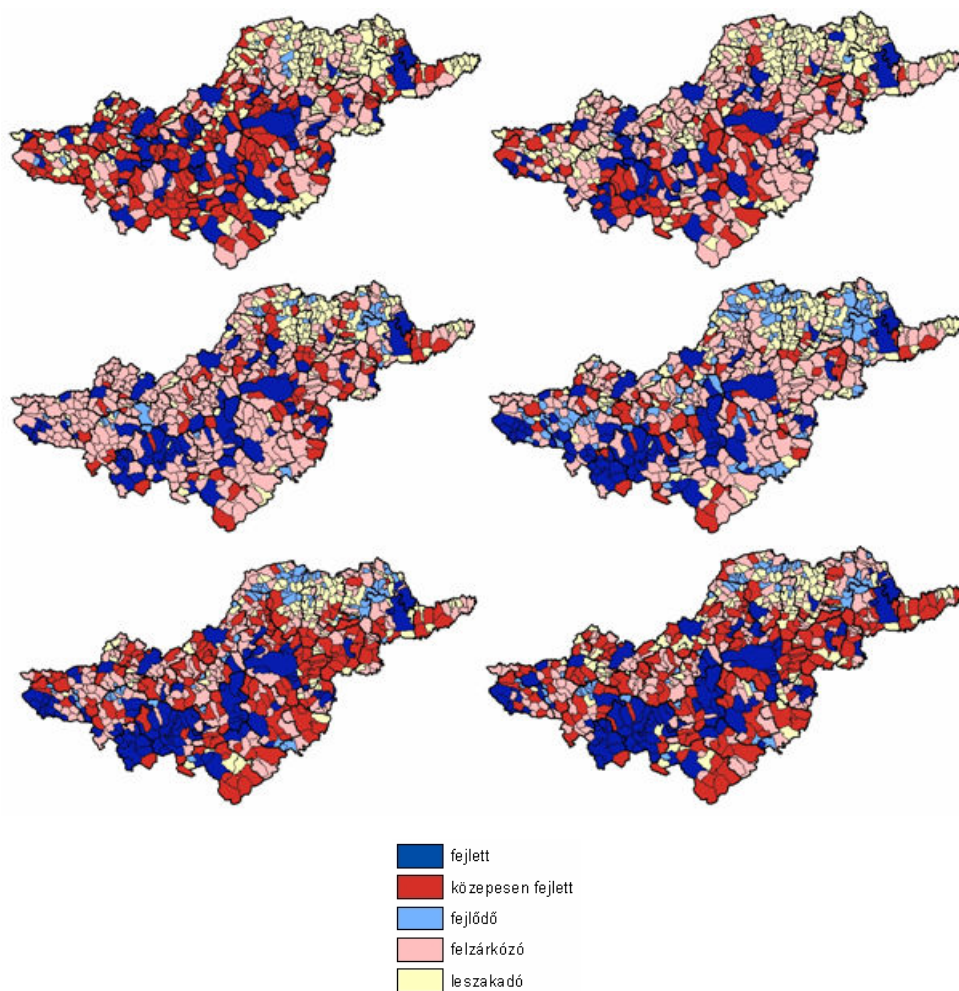 fejlett
közepesen fejlett
fejlődő
felzárkózó
leszakadó